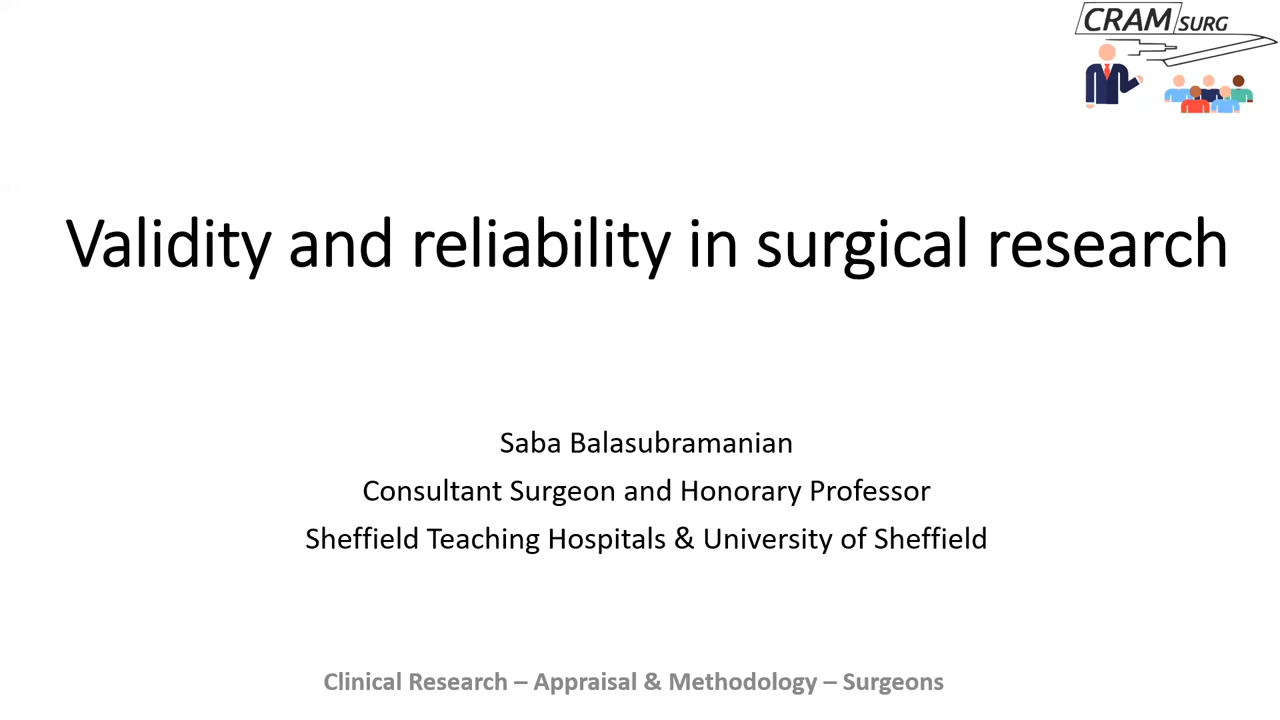 CRAM SURG
Validity and reliability in surgical research
Saba Balasubramanian
Consultant Surgeon and Honorary Professor
Sheffield Teaching Hospitals & University of Sheffield
Clinical Research – Appraisal & Methodology – Surgeons